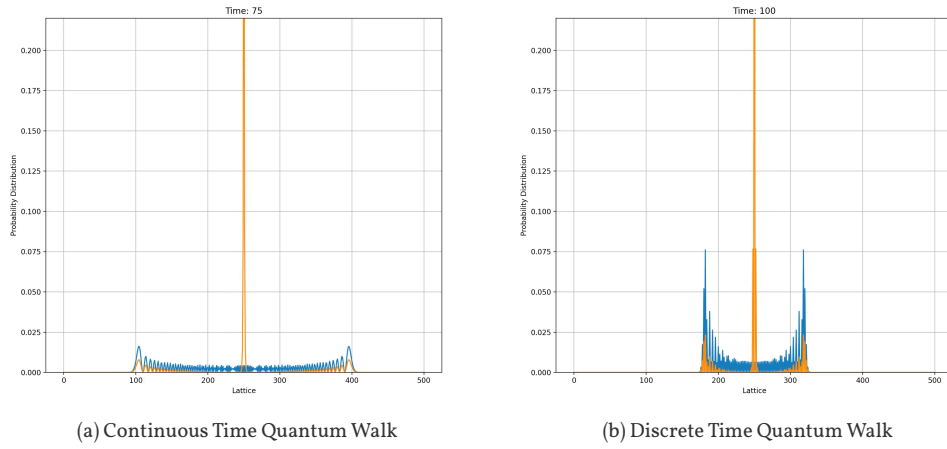 Time: 75
Probability Distribution
0.200
0.175
0.150
0.125
0.100
0.075
0.050
0.025
0.000
0 100 200 300 400 500
Lattice
(a) Continuous Time Quantum Walk
Time: 100
Probability Distribution
0.200
0.175
0.150
0.125
0.100
0.075
0.050
0.025
0.000
0 100 200 300 400 500
Lattice
(b) Discrete Time Quantum Walk